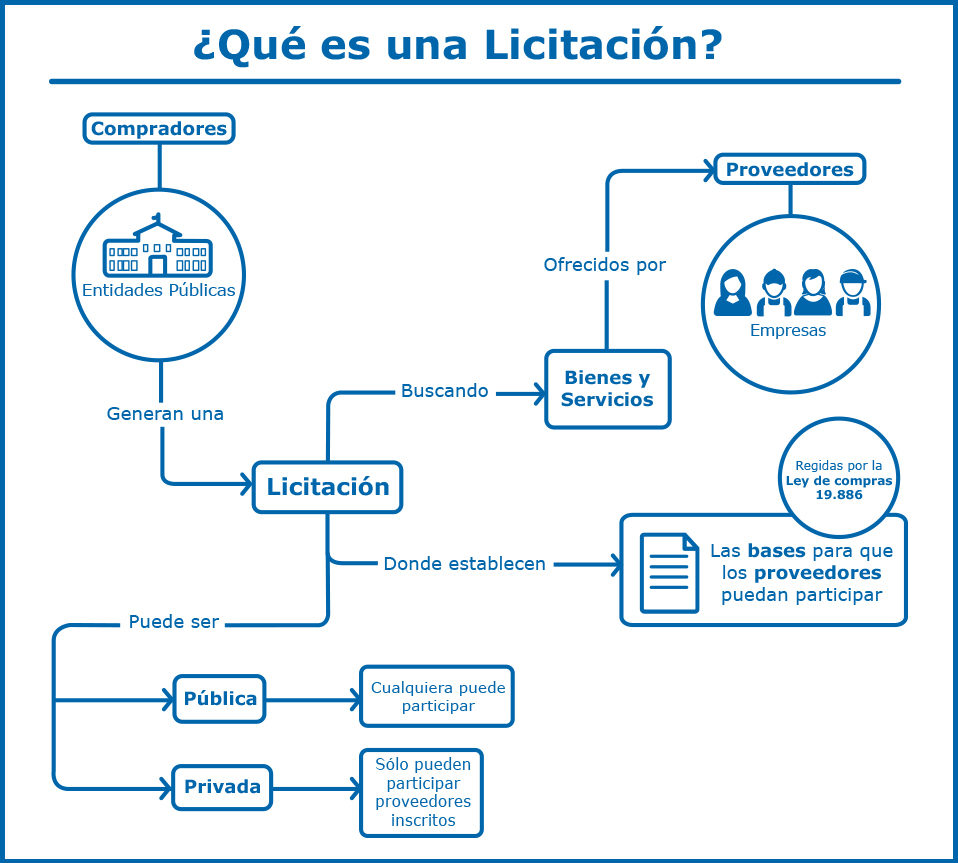 ¿Qué es una Licitación?
Compradores
Entidades Públicas
Generan una
Licitación
Buscando
Bienes y
Servicios
Ofrecidos por
Proveedores
Empresas
Donde establecen
Regidas por la
Ley de compras
19.886
Las bases para que
los proveedores
puedan participar
Puede ser
Pública
Cualquiera puede
participar
Privada
Sólo pueden
participar
proveedores
inscritos